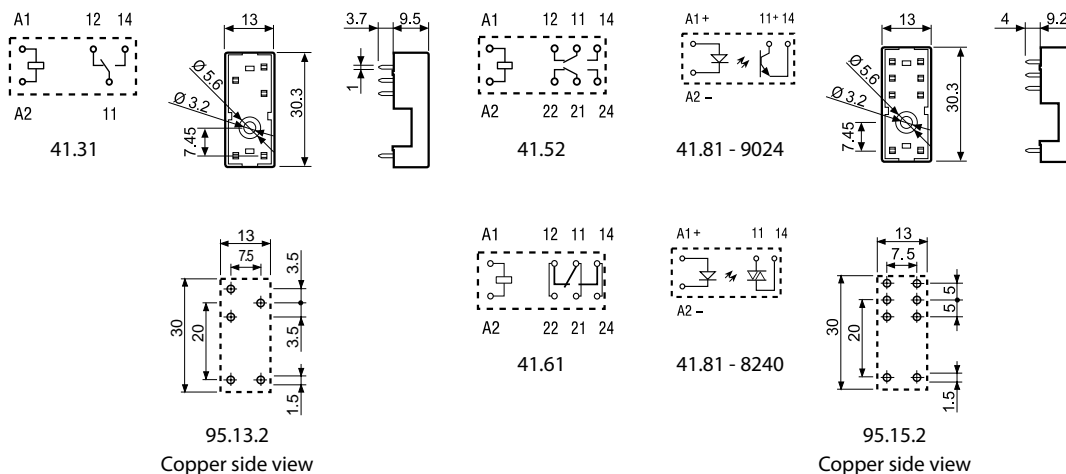 A1 12 14
A2 11
41.31
13
Ø 5.6
Ø 3.2
7.45
30.3
3.7 9.5
1
A1 12 11 14
A2 22 21 24
41.52
A1 + 11+ 14
A2 –
41.81 - 9024
13
Ø 5.6
Ø 3.2
7.45
30.3
4 9.2
13
7.5
3.5
30
20
3.5
1.5
95.13.2
Copper side view
A1 12 11 14
A2 22 21 24
41.61
A1 + 11 14
A2 –
41.81 - 8240
13
7.5
5
5
30
20
1.5
95.15.2
Copper side view